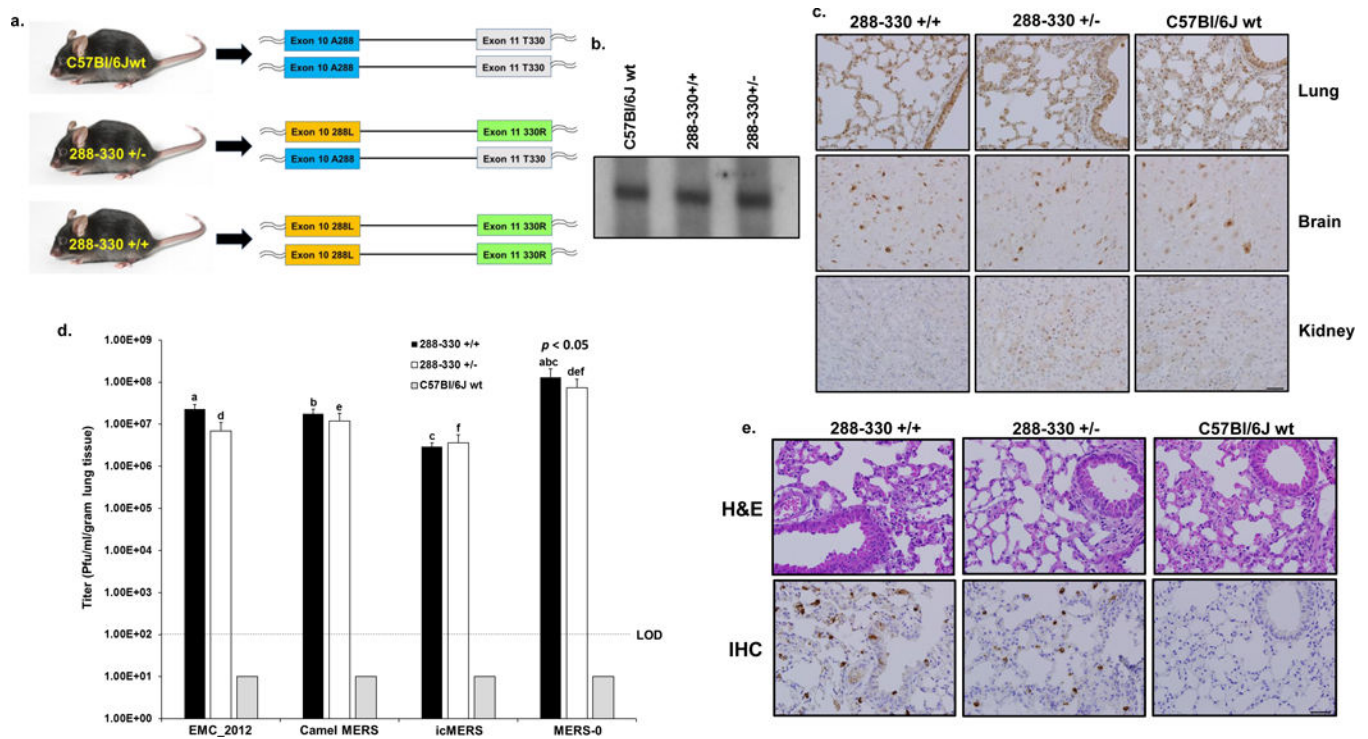 a.
C57Bl/6Jwt
Exon 10 A288
Exon 11 T330
Exon 10 A288
Exon 11 T330
288-330 +/-
Exon 10 288L
Exon 11 330R
Exon 10 A288
Exon 11 T330
288-330 +/+
Exon 10 288L
Exon 11 330R
Exon 10 288L
Exon 11 330R
b.
C57Bl/6J wt
288-330+/+
288-330+/-
c.
288-330 +/+
288-330 +/-
C57Bl/6J wt
Lung
Brain
Kidney
d.
Titer (Pfu/ml/gram lung tissue)
1.00E+09
1.00E+08
1.00E+07
1.00E+06
1.00E+05
1.00E+04
1.00E+03
1.00E+02
1.00E+01
1.00E+00
288-330 +/+
288-330 +/-
C57Bl/6J wt
p < 0.05
a
d
b
e
c
f
abc
def
LOD
EMC_2012
Camel MERS
icMERS
MERS-0
e.
288-330 +/+
288-330 +/-
C57Bl/6J wt
H&E
IHC